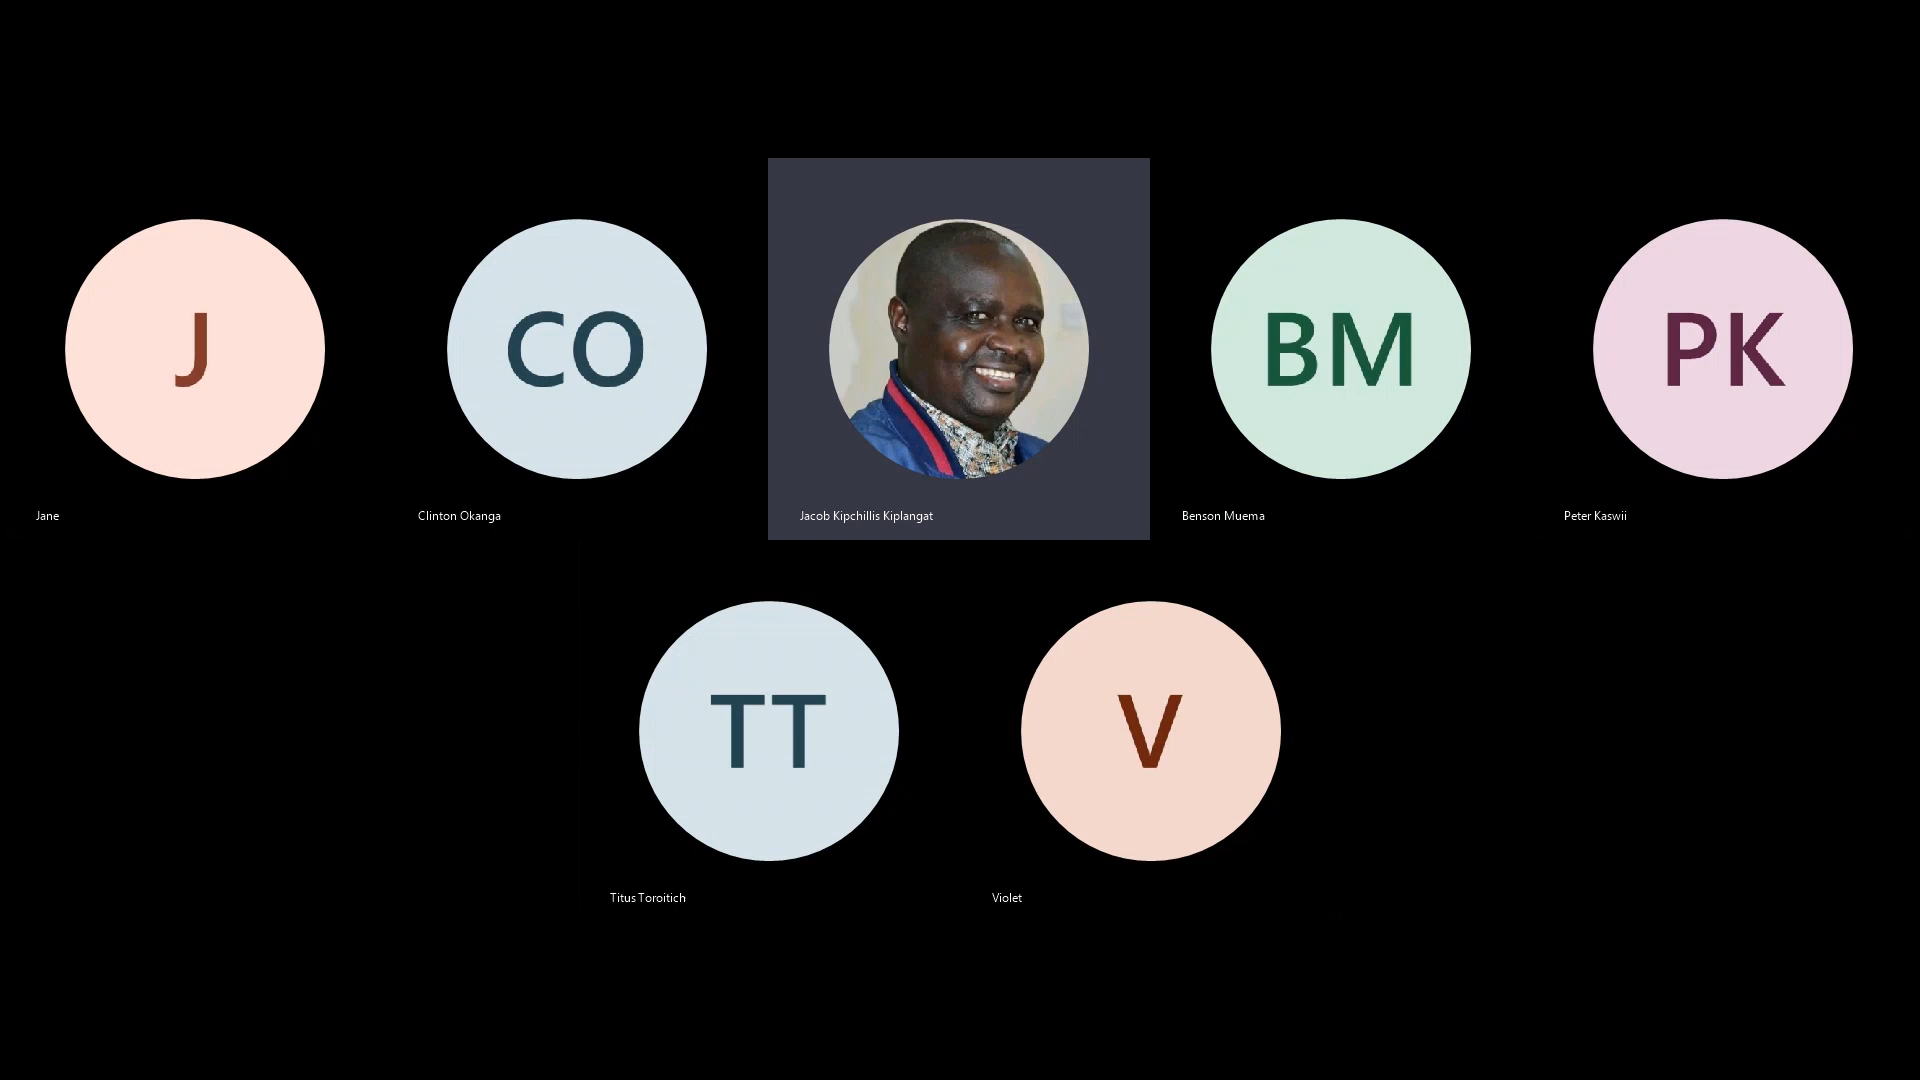 J
CO
BM
PK
Jane
Clinton Okanga
Jacob Kipchillis Kiplangat
Benson Muema
Peter Kaswii
TT
V
Titus Toroitich
Violet